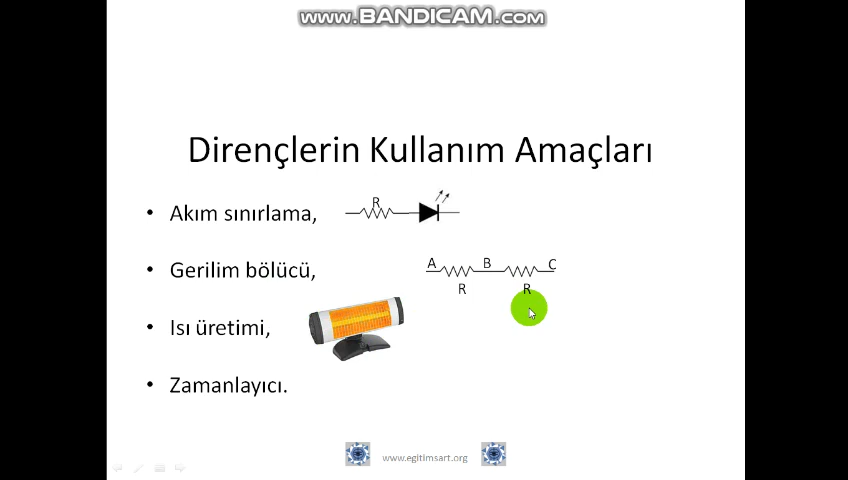 www.BANDICAM.com
Dirençlerin Kullanım Amaçları
• Akım sınırlama,
R
• Gerilim bölücü,
A B C
R R
• Isı üretimi,
• Zamanlayıcı.
www.egitimsart.org